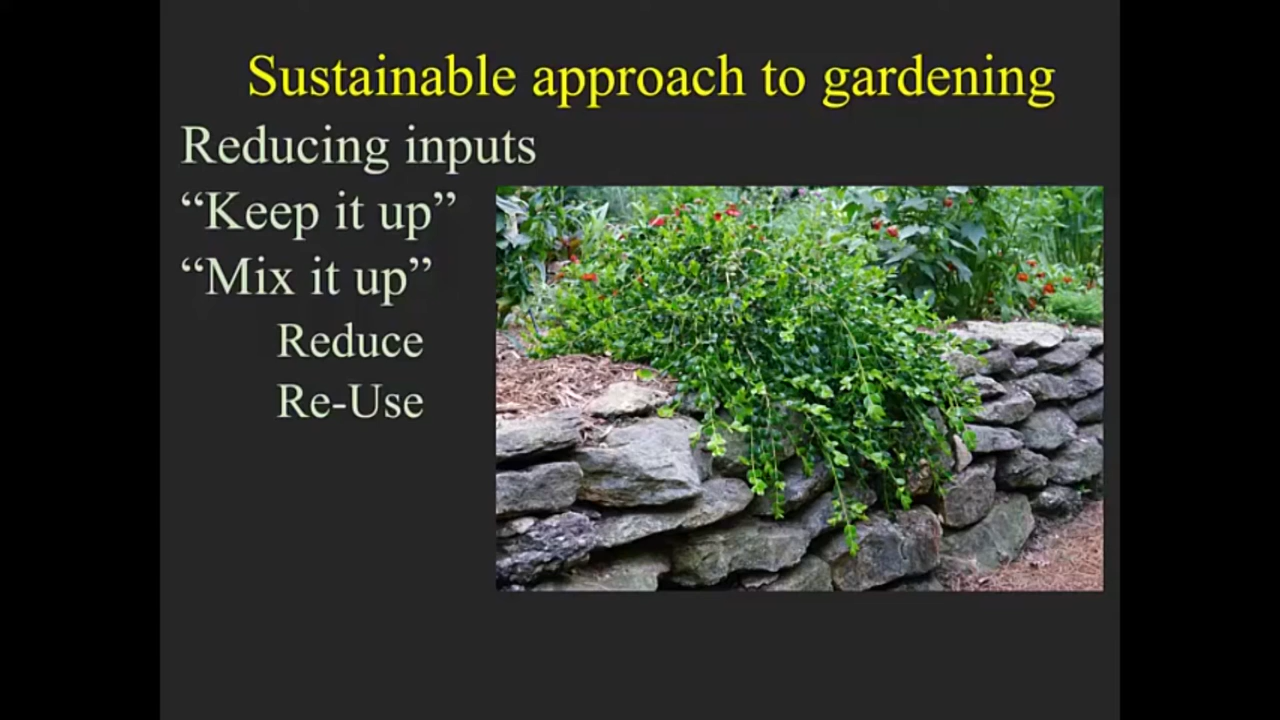 Sustainable approach to gardening
Reducing inputs
“Keep it up”
“Mix it up”
Reduce
Re-Use